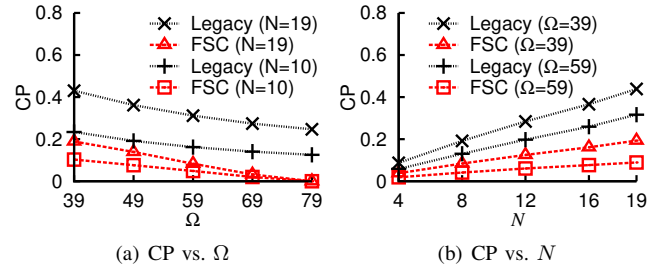 Legacy (N=19)
FSC (N=19)
Legacy (N=10)
FSC (N=10)
CP
0.8
0.6
0.4
0.2
0
39 49 59 69 79
Ω
(a) CP vs. Ω
Legacy (Ω=39)
FSC (Ω=39)
Legacy (Ω=59)
FSC (Ω=59)
CP
0.8
0.6
0.4
0.2
0
4 8 12 16 19
N
(b) CP vs. N